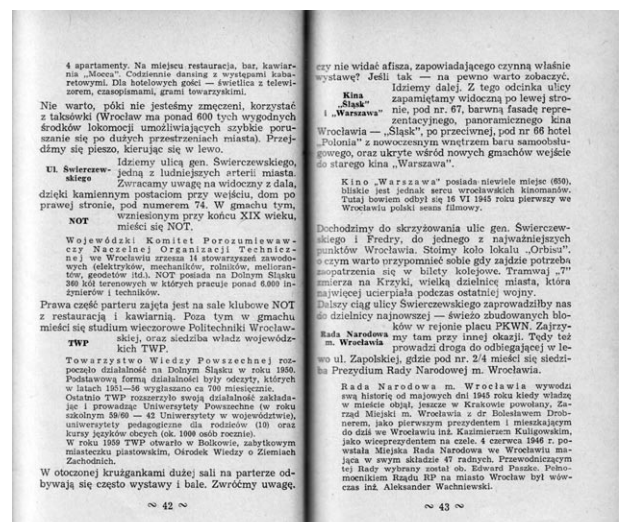 4 apartamenty. Na miejscu restauracja, bar, kawiar-
nia „Mocca". Codziennie dansing z występami kaba-
retowymi. Dla hotelowych gości — świetlica z telewi-
zorem, czasopismami, grami towarzyskimi.
Nie warto, póki nie jesteśmy zmęczeni, korzystać
z taksówki (Wrocław ma ponad 600 tych wygodnych
środków lokomocji umożliwiających szybkie poru-
szanie się po dużych przestrzeniach miasta). Przej-
dźmy się pieszo, kierując się w lewo.
Ul. Świerczew-
skiego
Idziemy ulicą gen. Świerczewskiego,
jedną z ludniejszych arterii miasta.
Zwracamy uwagę na widoczny z dala,
dzięki kamiennym postaciom przy wejściu, dom po
prawej stronie, pod numerem 74. W gmachu tym,
NOT
wzniesionym przy końcu XIX wieku,
mieści się NOT.
Wojewódzki Komitet Porozumiewaw-
czy Naczelnej Organizacji Technicz-
nej we Wrocławiu zrzesza 14 stowarzyszeń zawodo-
wych (elektryków, mechaników, rolników, melioran-
tów, geodetów itd.). NOT posiada na Dolnym Śląsku
360 kół terenowych w których pracuje ponad 6.000 in-
żynierów i techników.
Prawa część parteru zajęta jest na sale klubowe NOT
z restauracją i kawiarnią. Poza tym w gmachu
mieści się studium wieczorowe Politechniki Wrocław-
TWP
skiej, oraz siedziba władz wojewódz-
kich TWP.
Towarzystwo Wiedzy Powszechnej roz-
poczęło działalność na Dolnym Śląsku w roku 1950.
Podstawową formą działalności były odczyty, których
w latach 1951—56 wygłaszano ca 700 miesięcznie.
Ostatnio TWP rozszerzyło swoją działalność zakłada-
jąc i prowadząc Uniwersytety Powszechne (w roku
szkolnym 59/60 — 42 Uniwersytety w województwie),
uniwersytety pedagogiczne dla rodziców (10) oraz
kursy języków obcych (ok. 1000 osób rocznie).
W roku 1959 TWP otwarło w Bolkowie, zabytkowym
miasteczku piastowskim, Ośrodek Wiedzy o Ziemiach
Zachodnich.
W otoczonej krużgankami dużej sali na parterze od-
bywają się często wystawy i bale. Zwróćmy uwagę.
∾ 42 ∾
czy nie widać afisza, zapowiadającego czynną właśnie
wystawę? Jeśli tak — na pewno warto zobaczyć.
Kina
„Śląsk"
i „Warszawa"
Idziemy dalej. Z tego odcinka ulicy
zapamiętamy widoczną po lewej stro-
nie, pod nr. 67, barwną fasadę repre-
zentacyjnego, panoramicznego kina
Wrocławia — „Śląsk", po przeciwnej, pod nr 66 hotel
„Polonia" z nowoczesnym wnętrzem baru samoobsłu-
gowego, oraz ukryte wśród nowych gmachów wejście
do starego kina „Warszawa".
Kino „Warszawa" posiada niewiele miejsc (650),
bliskie jest jednak sercu wrocławskich kinomanów.
Tutaj bowiem odbył się 16 VI 1945 roku pierwszy we
Wrocławiu polski seans filmowy.
Dochodzimy do skrzyżowania ulic gen. Świerczew-
skiego i Fredry, do jednego z najważniejszych
punktów Wrocławia. Stoimy koło lokalu „Orbisu".
o czym warto przypomnieć sobie gdy zajdzie potrzeba
zaopatrzenia się w bilety kolejowe. Tramwaj „7"
zmierza na Krzyki, wielką dzielnicę miasta, która
najwięcej ucierpiała podczas ostatniej wojny.
Dalszy ciąg ulicy Świerczewskiego zaprowadziłby nas
do dzielnicy najnowszej — świeżo zbudowanych blo-
Rada Narodowa
m. Wrocławia
ków w rejonie placu PKWN. Zajrzy-
my tam przy innej okazji. Tędy też
prowadzi droga do odbiegającej w le-
wo ul. Zapolskiej, gdzie pod nr. 2/4 mieści się siedzi-
ba Prezydium Rady Narodowej m. Wrocławia.
Rada Narodowa m. Wrocławia wywodzi
swą historię od majowych dni 1945 roku kiedy władzę
w mieście objął, jeszcze w Krakowie powołany, Za-
rząd Miejski m. Wrocławia z dr Bolesławem Drob-
nerem, jako pierwszym prezydentem i mieszkającym
do dziś we Wrocławiu inż. Kazimierzem Kuligowskim,
jako wiceprezydentem na czele. 4 czerwca 1946 r. po-
wstała Miejska Rada Narodowa we Wrocławiu ma-
jąca w swym składzie 47 radnych. Przewodniczącym
tej Rady wybrany został ob. Edward Paszke. Pełno-
mocnikiem Rządu RP na miasto Wrocław był wów-
czas inż. Aleksander Wachniewski.
∾ 43 ∾